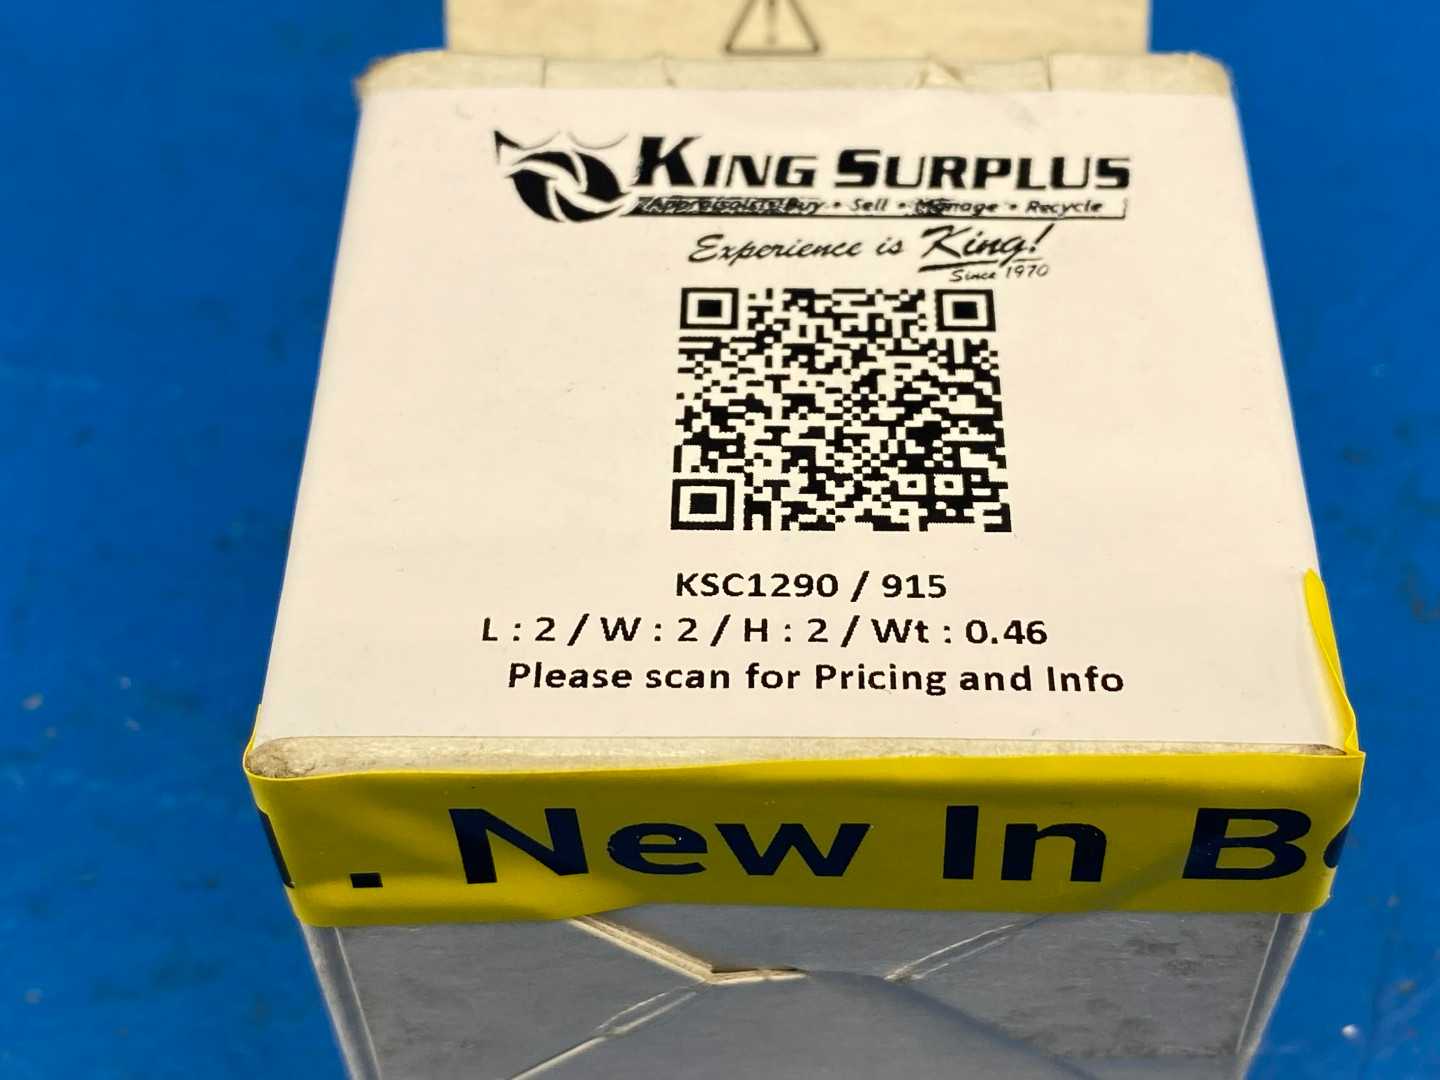 KING SURPLUS
Appraisals • Buy • Sell • Manage • Recycle
Experience is King!
Since 1970
KSC1290 / 915
L : 2 / W : 2 / H : 2 / Wt : 0.46
Please scan for Pricing and Info
. New In B